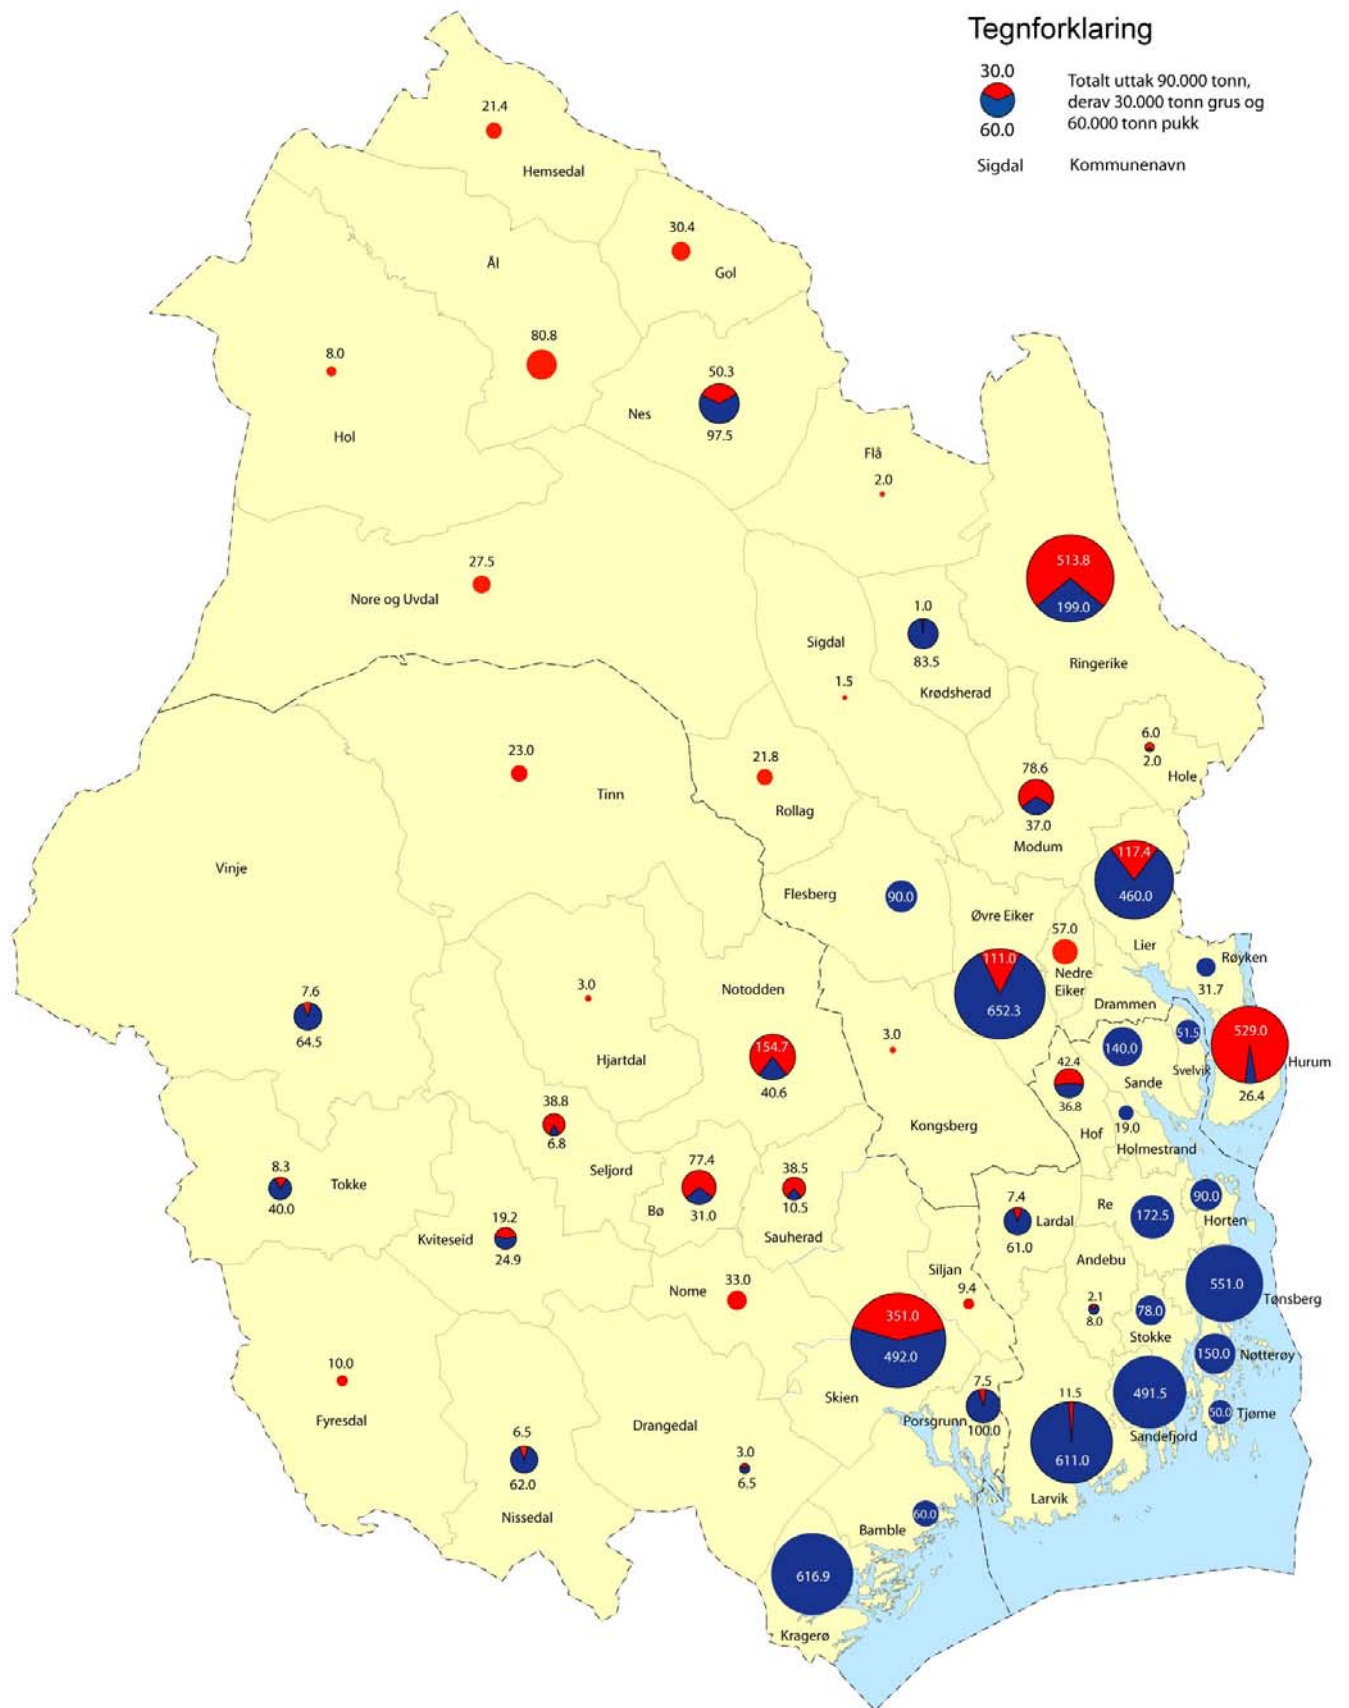 Tegnforklaring
30.0
60.0
Totalt uttak 90.000 tonn,
derav 30.000 tonn grus og
60.000 tonn pukk
Sigdal
Kommunenavn
21.4
Hemsedal
30.4
Gol
Ål
80.8
8.0
Hol
50.3
Nes
97.5
Flå
2.0
27.5
Nore og Uvdal
513.8
199.0
Ringerike
1.0
83.5
Krødsherad
Sigdal
1.5
6.0
2.0
Hole
23.0
Tinn
21.8
Rollag
78.6
37.0
Modum
Vinje
7.6
64.5
117.4
460.0
Lier
Flesberg
90.0
Øvre Eiker
111.0
652.3
57.0
Nedre
Eiker
Drammen
Røyken
31.7
3.0
Hjartdal
Notodden
154.7
40.6
3.0
Kongsberg
529.0
Hurum
26.4
51.5
Svelvik
140.0
Sande
42.4
36.8
Hof
19.0
Holmestrand
38.8
6.8
Seljord
8.3
40.0
Tokke
77.4
Bø
31.0
38.5
10.5
Sauherad
19.2
Kviteseid
24.9
7.4
Lardal
61.0
Re
172.5
90.0
Horten
Andebu
2.1
8.0
551.0
Tønsberg
78.0
Stokke
150.0
Nøtterøy
Siljan
9.4
Nome
33.0
351.0
492.0
Skien
10.0
Fyresdal
Drangedal
3.0
6.5
6.5
62.0
Nissedal
7.5
Porsgrunn
100.0
11.5
611.0
Larvik
491.5
Sandefjord
50.0
Tjøme
60.0
Bamble
616.9
Kragerø